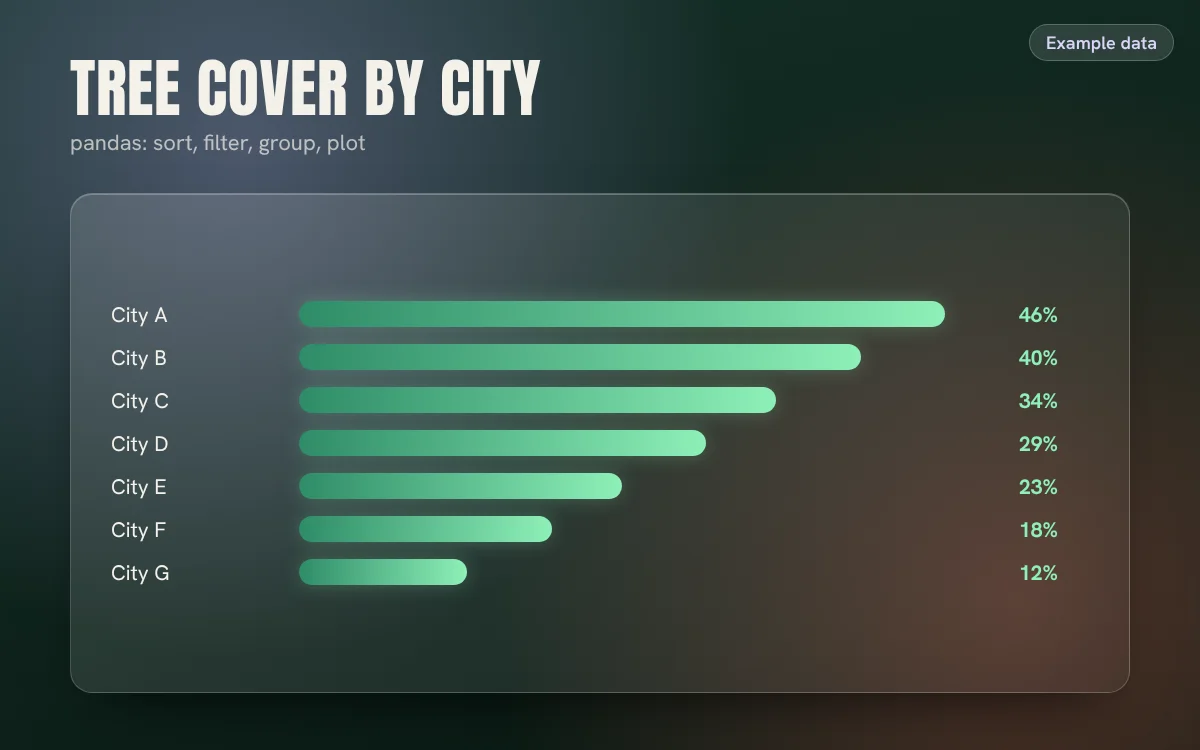 Example data
TREE COVER BY CITY
pandas: sort, filter, group, plot
City A 46%
City B 40%
City C 34%
City D 29%
City E 23%
City F 18%
City G 12%